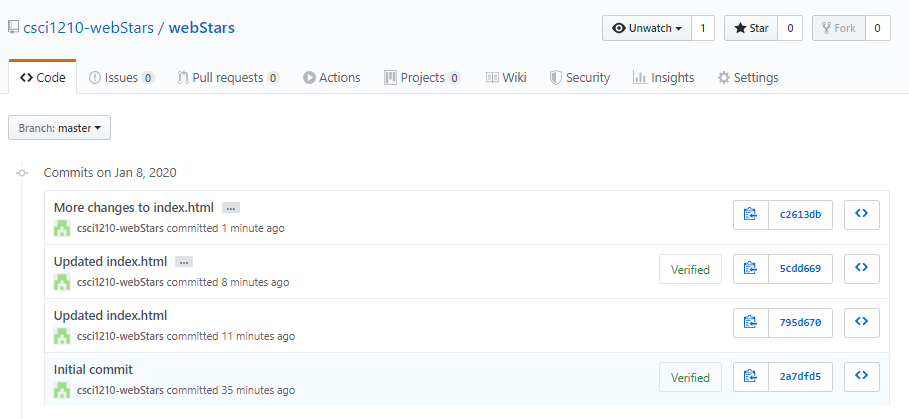 csci1210-webStars / webStars
Unwatch 1 Star 0 Fork 0
Code Issues 0 Pull requests 0 Actions Projects 0 Wiki Security Insights Settings
Branch: master
Commits on Jan 8, 2020
More changes to index.html ...
csci1210-webStars committed 1 minute ago
c2613db
Updated index.html ...
csci1210-webStars committed 8 minutes ago
Verified 5cdd669
Updated index.html
csci1210-webStars committed 11 minutes ago
795d670
Initial commit
csci1210-webStars committed 35 minutes ago
Verified 2a7dfd5